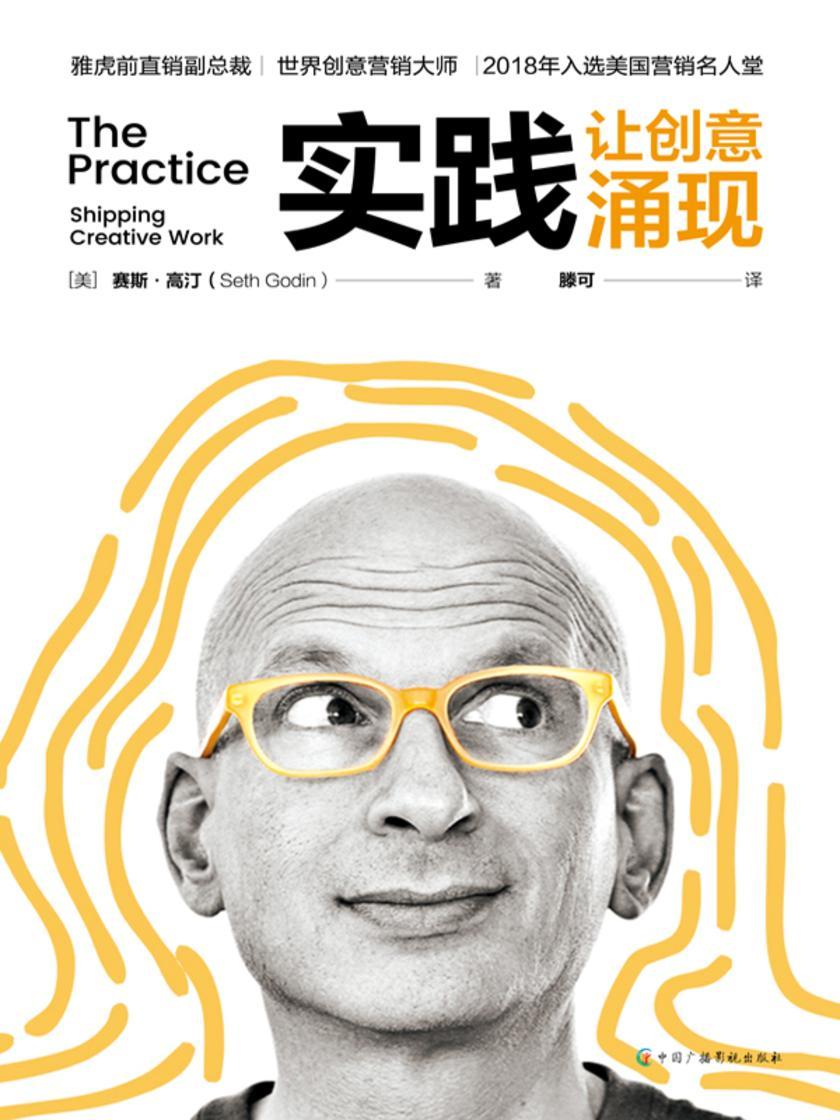 雅虎前直销副总裁| 世界创意营销大师 |2018年入选美国营销名人堂
The
Practice
Shipping
Creative Work
实践
让创意
涌现
[美] 赛斯·高汀（Seth Godin） 著 滕可 译
中国广播影视出版社